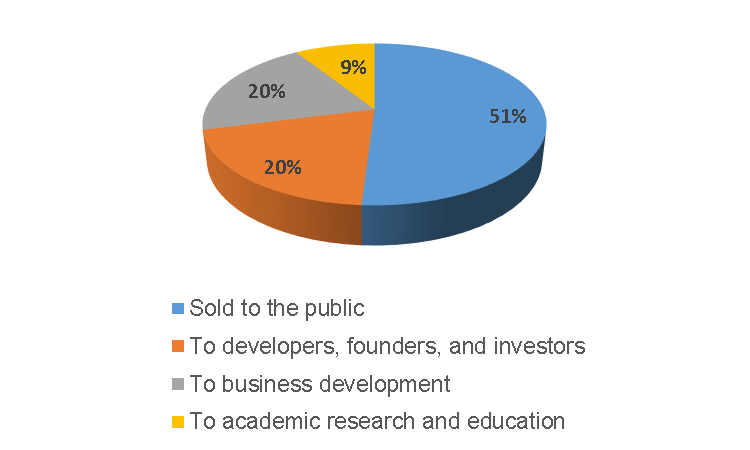 9%
20%
51%
20%
Sold to the public
To developers, founders, and investors
To business development
To academic research and education